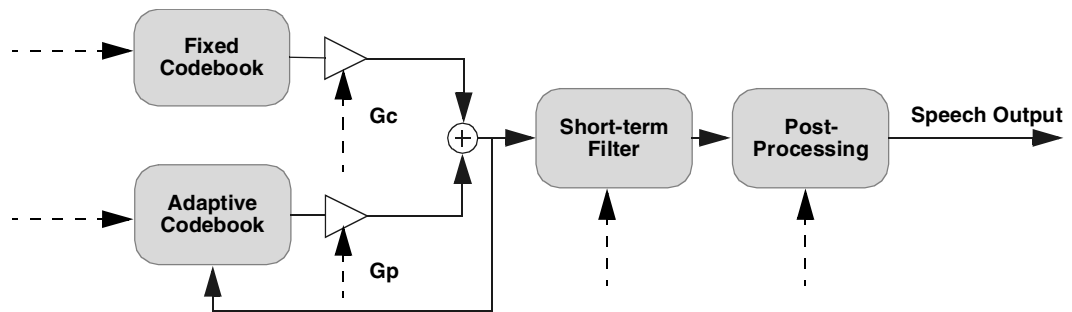 Fixed
Codebook
Gc
Adaptive
Codebook
Gp
+
Short-term
Filter
Post-
Processing
Speech Output